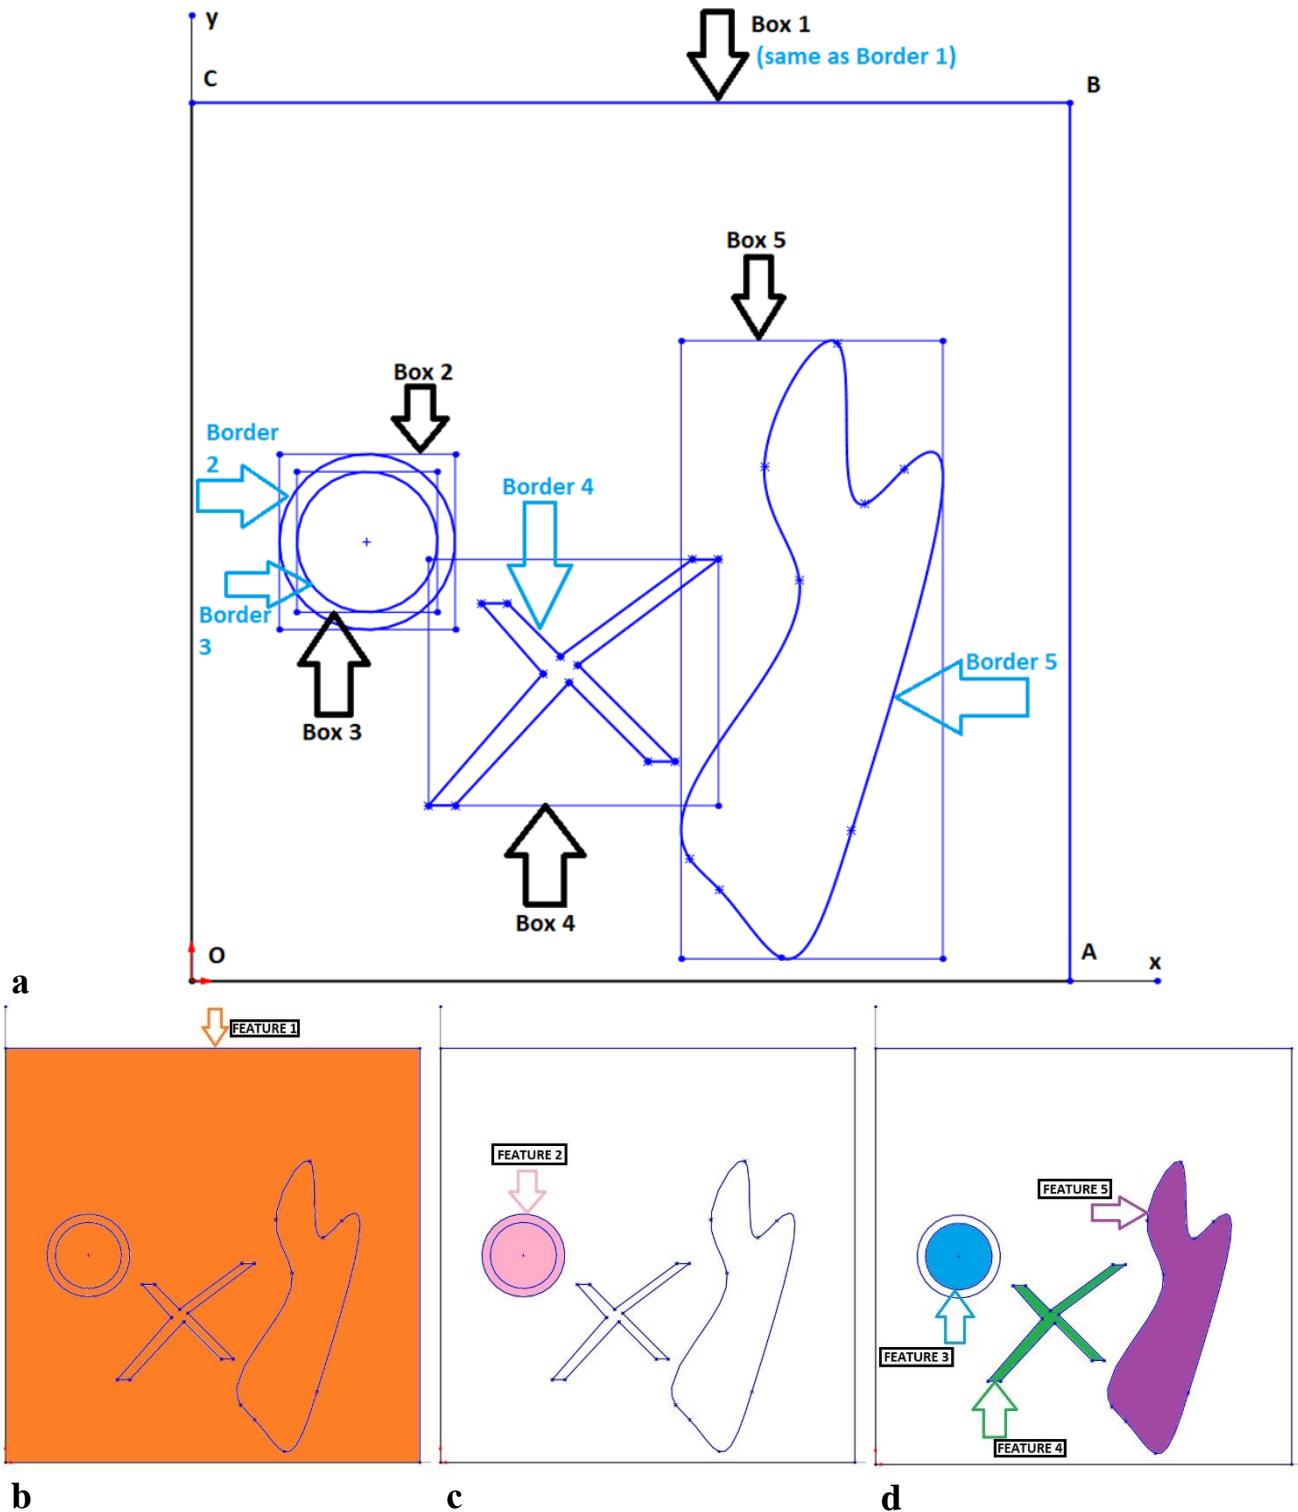 y
Box 1
(same as Border 1)
C
B
Box 5
Box 2
Border
2
Border 4
Border
3
Border 5
Box 3
Box 4
O
A
x
a
FEATURE 1
FEATURE 2
FEATURE 5
FEATURE 3
FEATURE 4
b
c
d